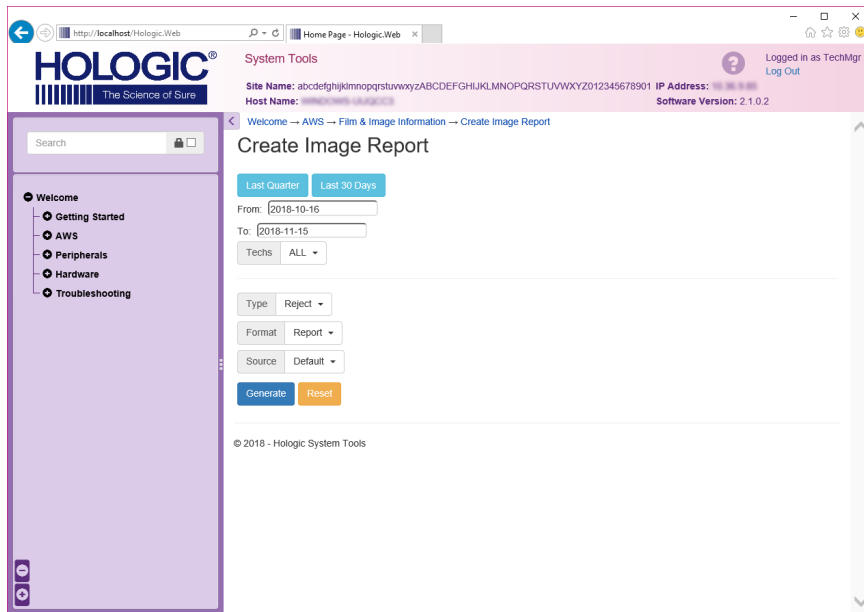 http://localhost/Hologic.Web
Home Page - Hologic.Web
HOLOGIC®
The Science of Sure
System Tools
Logged in as TechMgr
Log Out
Site Name: abcdefghijklmnopqrstuvwxyzABCDEFGHIJKLMNOPQRSTUVWXYZ012345678901 IP Address:
Host Name:
Software Version: 2.1.0.2
Search
Welcome → AWS → Film & Image Information → Create Image Report
Create Image Report
Welcome
Getting Started
AWS
Peripherals
Hardware
Troubleshooting
Last Quarter Last 30 Days
From: 2018-10-16
To: 2018-11-15
Techs ALL
Type Reject
Format Report
Source Default
Generate Reset
© 2018 - Hologic System Tools